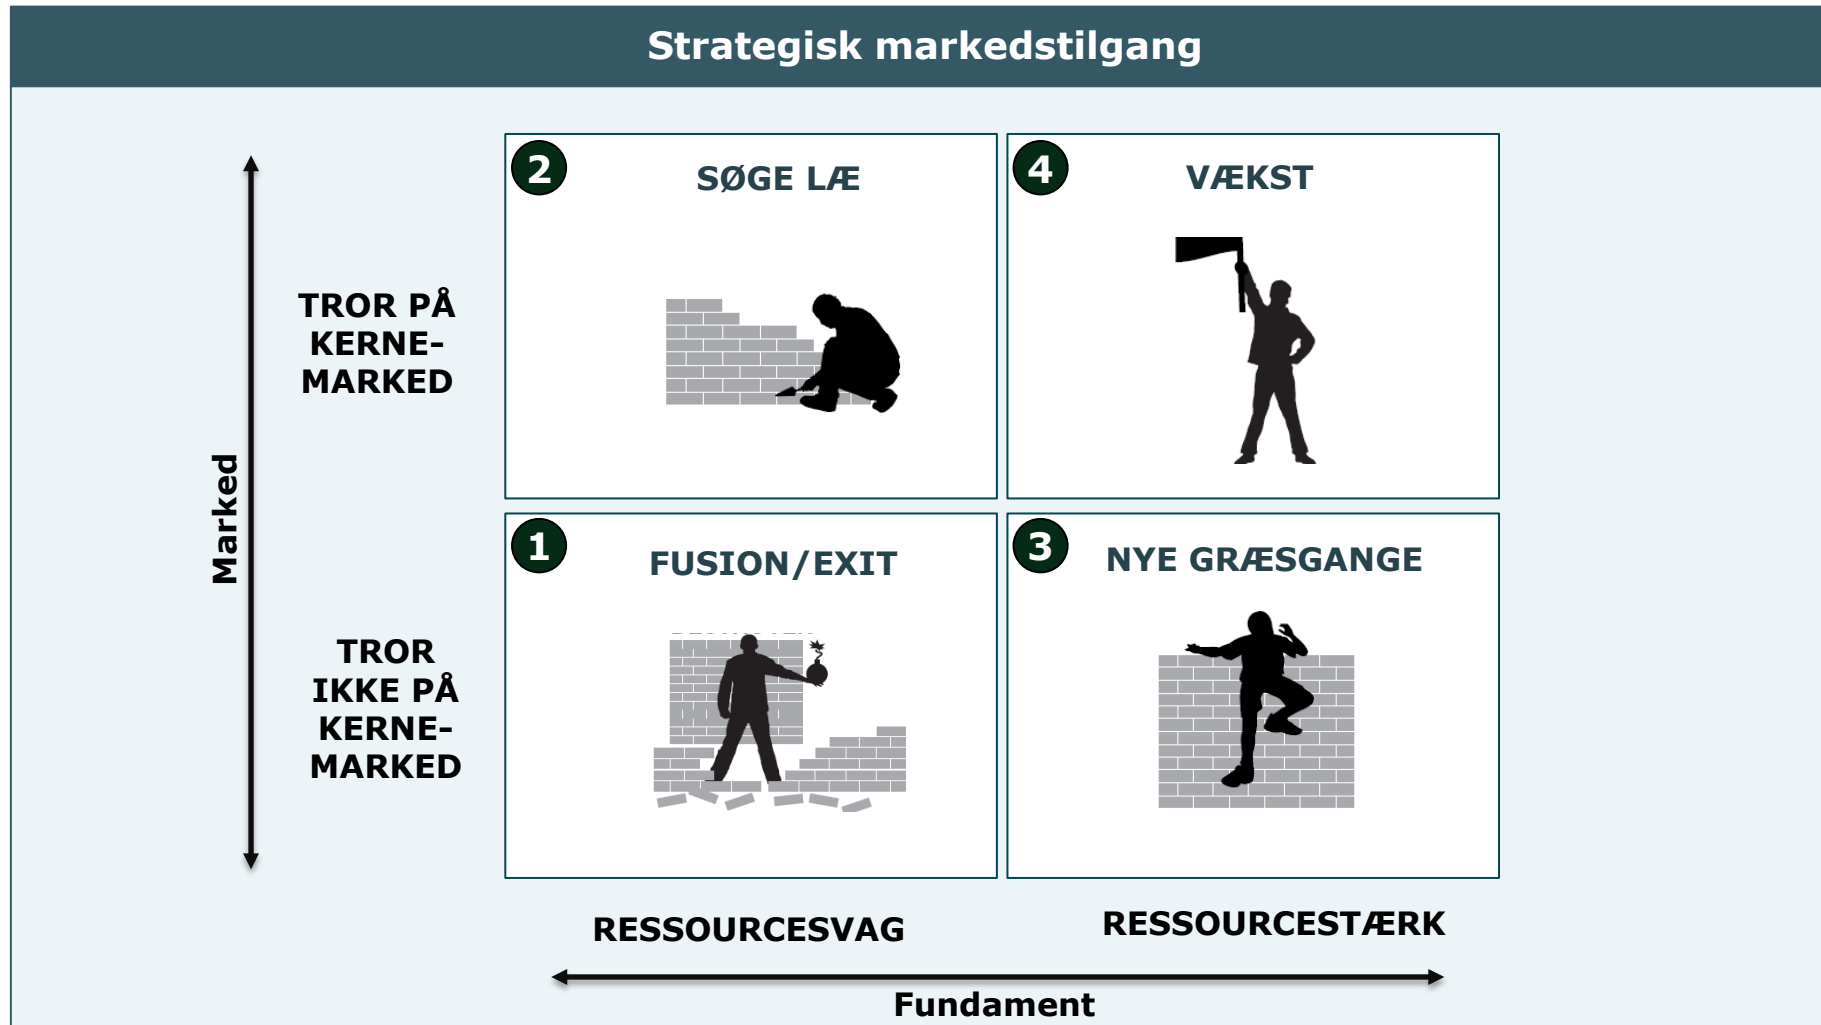 Strategisk markedstilgang
2
SØGE LÆ
4
VÆKST
TROR PÅ
KERNE-
MARKED
Marked
1
FUSION/EXIT
3
NYE GRÆSGANGE
TROR
IKKE PÅ
KERNE-
MARKED
RESSOURCESVAG
RESSOURCESTÆRK
Fundament